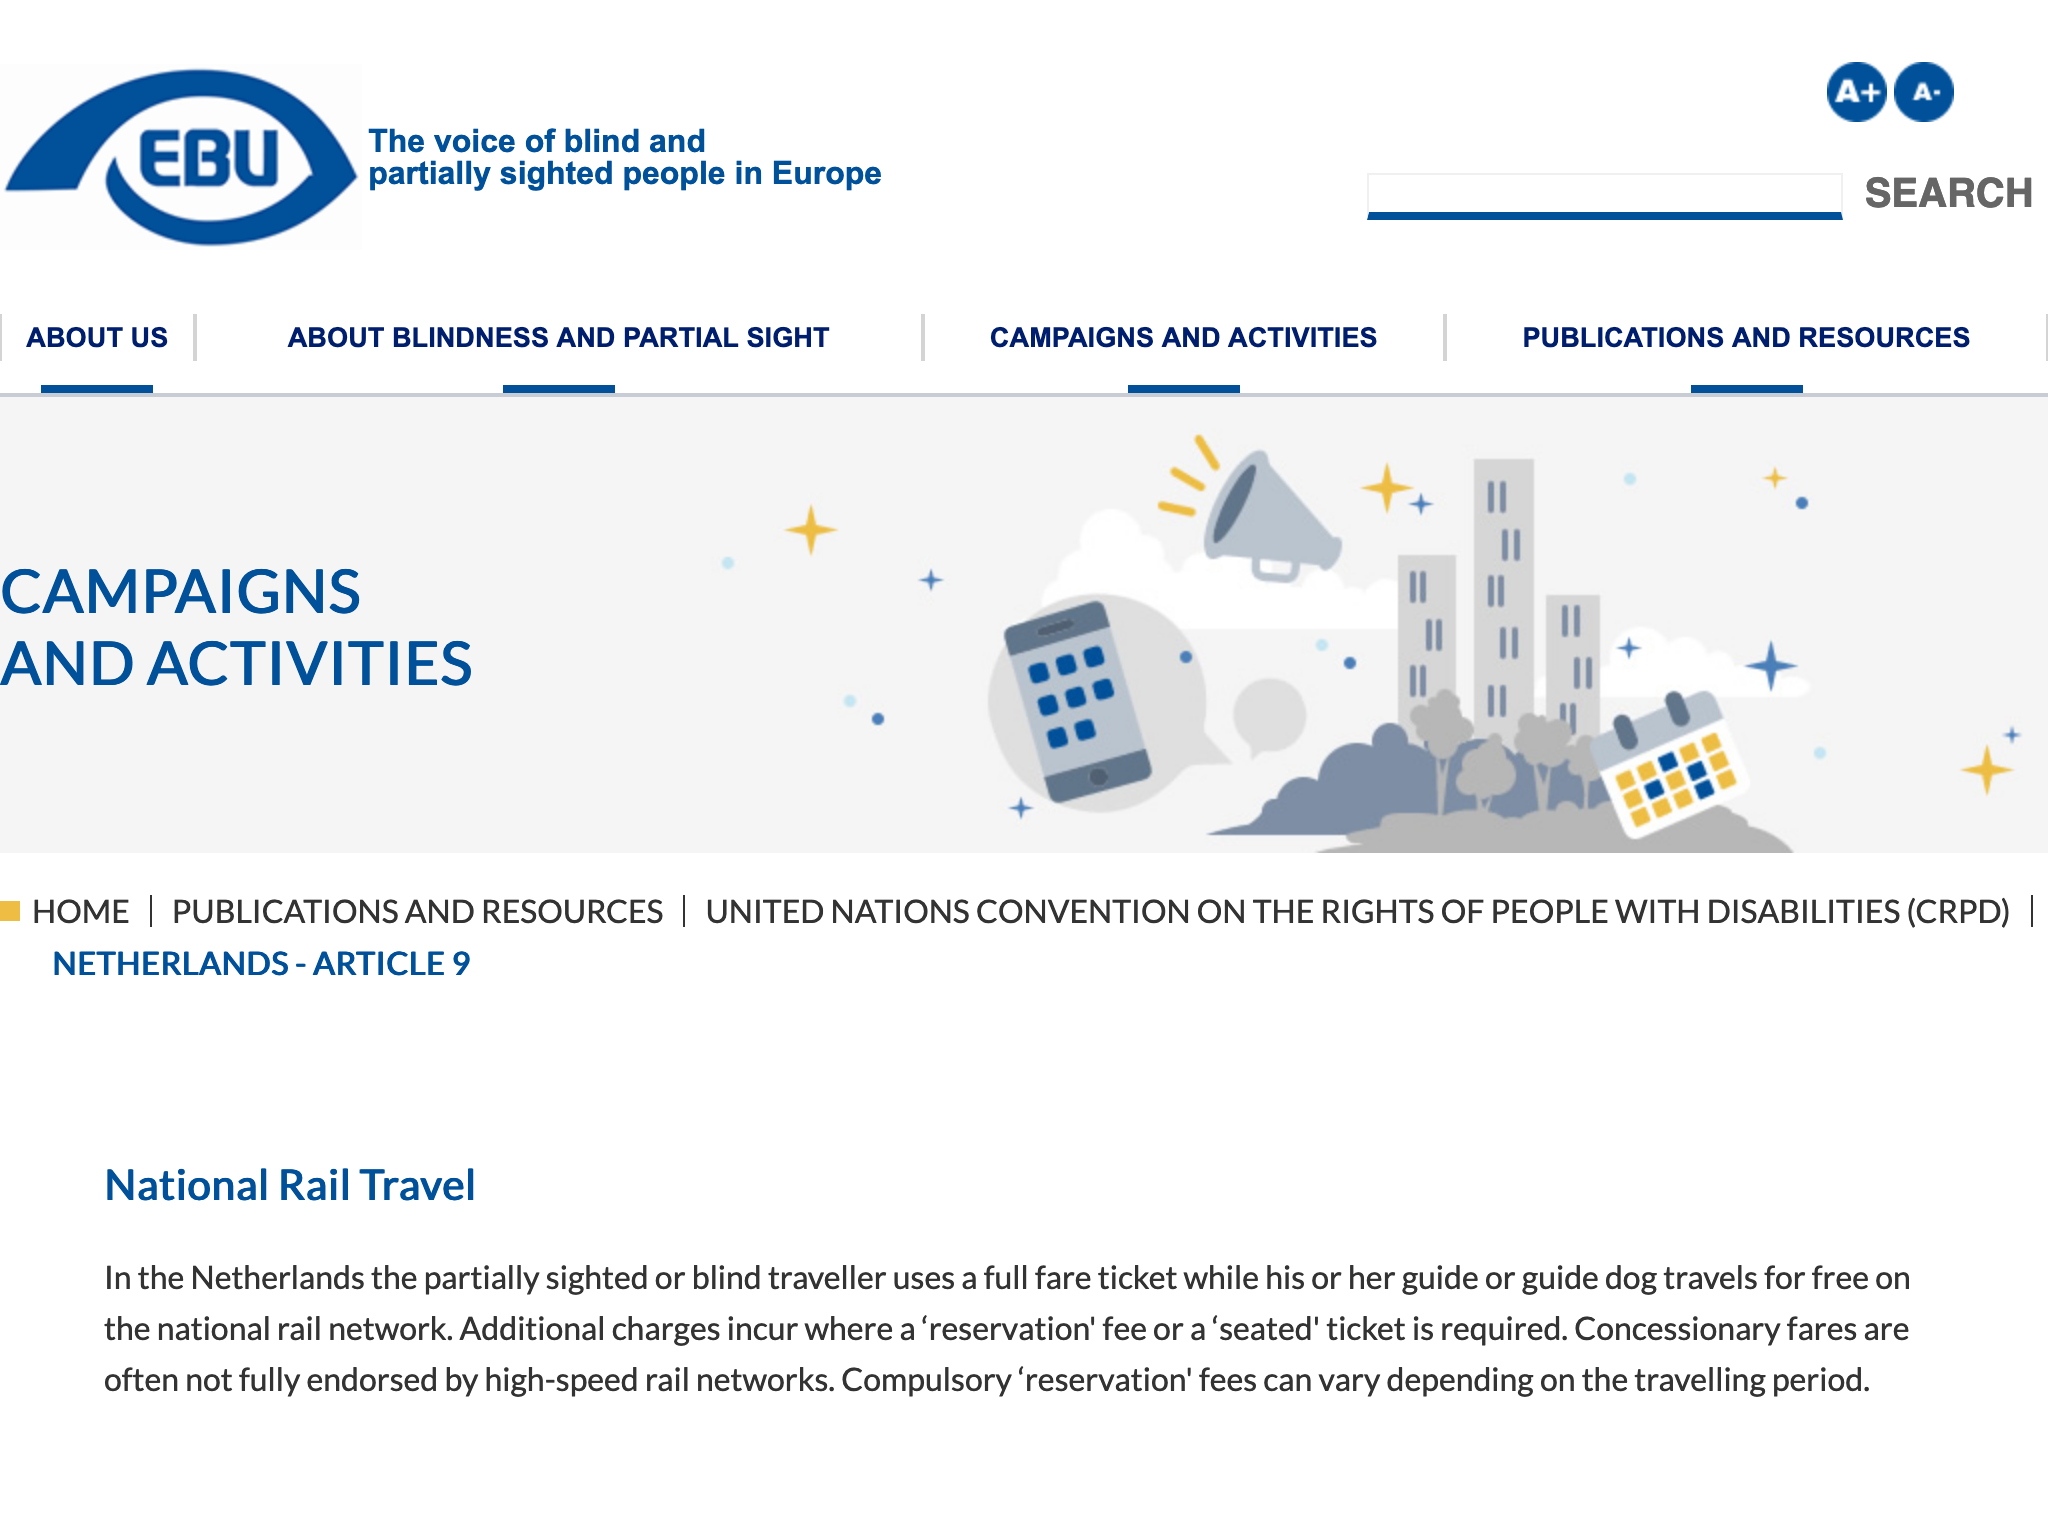 EBU
The voice of blind and
partially sighted people in Europe
A+ A-
SEARCH
ABOUT US
ABOUT BLINDNESS AND PARTIAL SIGHT
CAMPAIGNS AND ACTIVITIES
PUBLICATIONS AND RESOURCES
CAMPAIGNS
AND ACTIVITIES
HOME | PUBLICATIONS AND RESOURCES | UNITED NATIONS CONVENTION ON THE RIGHTS OF PEOPLE WITH DISABILITIES (CRPD) |
NETHERLANDS - ARTICLE 9
National Rail Travel
In the Netherlands the partially sighted or blind traveller uses a full fare ticket while his or her guide or guide dog travels for free on
the national rail network. Additional charges incur where a ‘reservation' fee or a ‘seated' ticket is required. Concessionary fares are
often not fully endorsed by high-speed rail networks. Compulsory ‘reservation' fees can vary depending on the travelling period.